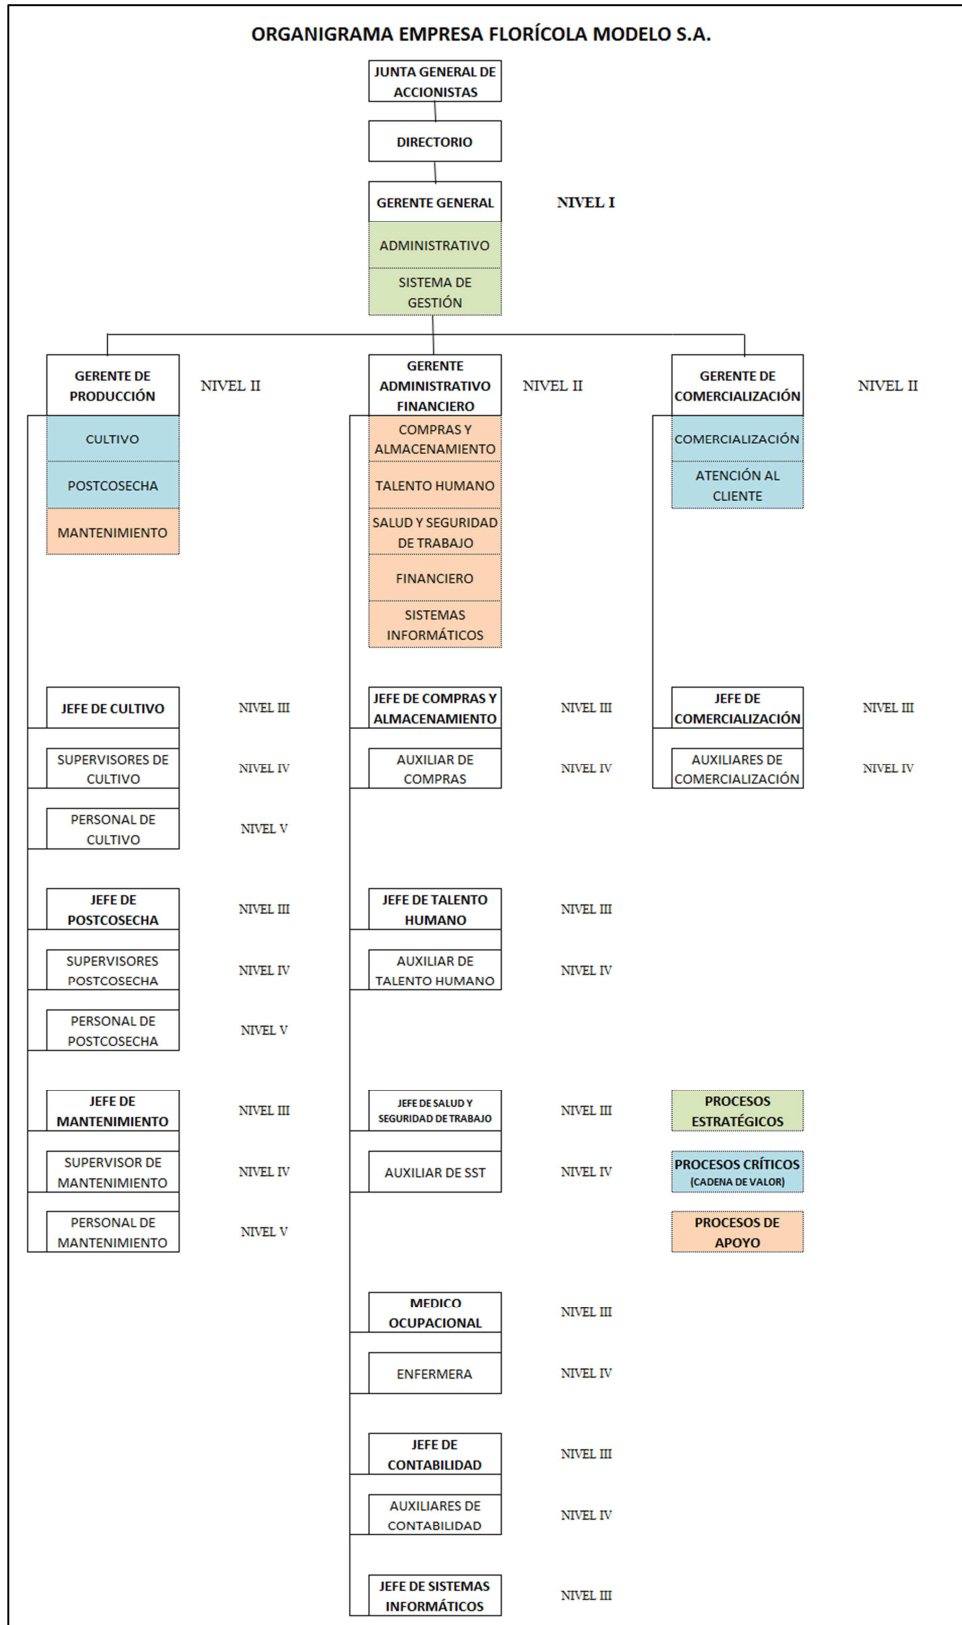 ORGANIGRAMA EMPRESA FLORÍCOLA MODELO S.A.
JUNTA GENERAL DE
ACCIONISTAS
DIRECTORIO
GERENTE GENERAL
NIVEL I
ADMINISTRATIVO
SISTEMA DE
GESTIÓN
GERENTE DE
PRODUCCIÓN
NIVEL II
CULTIVO
POSTCOSECHA
MANTENIMIENTO
GERENTE
ADMINISTRATIVO
FINANCIERO
NIVEL II
COMPRAS Y
ALMACENAMIENTO
TALENTO HUMANO
SALUD Y SEGURIDAD
DE TRABAJO
FINANCIERO
SISTEMAS
INFORMÁTICOS
GERENTE DE
COMERCIALIZACIÓN
NIVEL II
COMERCIALIZACIÓN
ATENCIÓN AL
CLIENTE
JEFE DE CULTIVO
NIVEL III
SUPERVISORES DE
CULTIVO
NIVEL IV
PERSONAL DE
CULTIVO
NIVEL V
JEFE DE
POSTCOSECHA
NIVEL III
SUPERVISORES
POSTCOSECHA
NIVEL IV
PERSONAL DE
POSTCOSECHA
NIVEL V
JEFE DE
MANTENIMIENTO
NIVEL III
SUPERVISOR DE
MANTENIMIENTO
NIVEL IV
PERSONAL DE
MANTENIMIENTO
NIVEL V
JEFE DE COMPRAS Y
ALMACENAMIENTO
NIVEL III
AUXILIAR DE
COMPRAS
NIVEL IV
JEFE DE TALENTO
HUMANO
NIVEL III
AUXILIAR DE
TALENTO HUMANO
NIVEL IV
JEFE DE SALUD Y
SEGURIDAD DE TRABAJO
NIVEL III
AUXILIAR DE SST
NIVEL IV
MEDICO
OCUPACIONAL
NIVEL III
ENFERMERA
NIVEL IV
JEFE DE
CONTABILIDAD
NIVEL III
AUXILIARES DE
CONTABILIDAD
NIVEL IV
JEFE DE SISTEMAS
INFORMÁTICOS
NIVEL III
JEFE DE
COMERCIALIZACIÓN
NIVEL III
AUXILIARES DE
COMERCIALIZACIÓN
NIVEL IV
PROCESOS
ESTRATÉGICOS
PROCESOS CRÍTICOS
(CADENA DE VALOR)
PROCESOS DE
APOYO